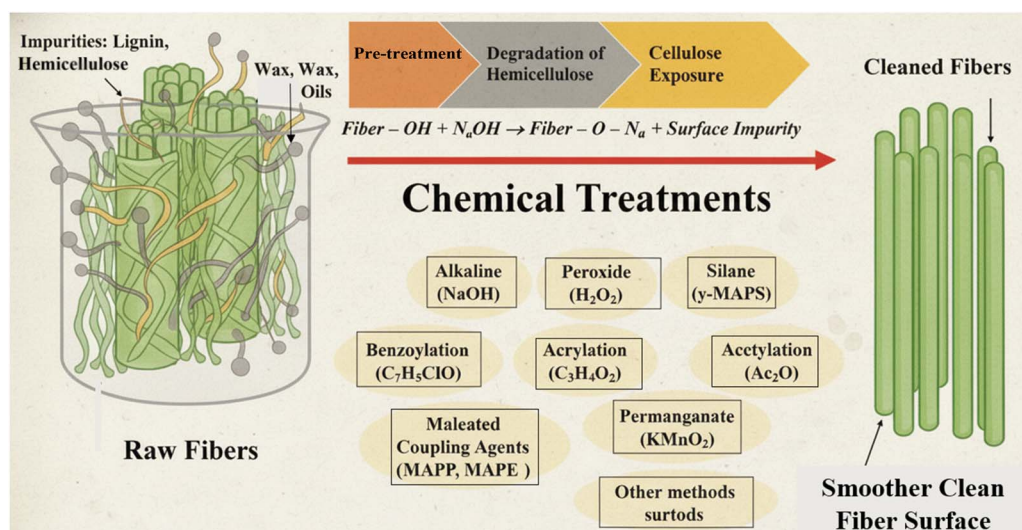 Impurities: Lignin,
Hemicellulose
Wax, Wax,
Oils
Raw Fibers
Pre-treatment
Degradation of
Hemicellose
Cellulose
Exposure
Fiber – OH + NₐOH → Fiber – O – Nₐ + Surface Impurity
Chemical Treatments
Alkaline
(NaOH)
Peroxide
(H₂O₂)
Silane
(y-MAPS)
Benzoylation
(C₇H₅ClO)
Acrylation
(C₃H₄O₂)
Acctylation
(Ac₂O)
Maleated
Coupling Agents
(MAPP, MAPE )
Permanganate
(KMnO₂)
Other methods
surtods
Cleaned Fibers
Smoother Clean
Fiber Surface